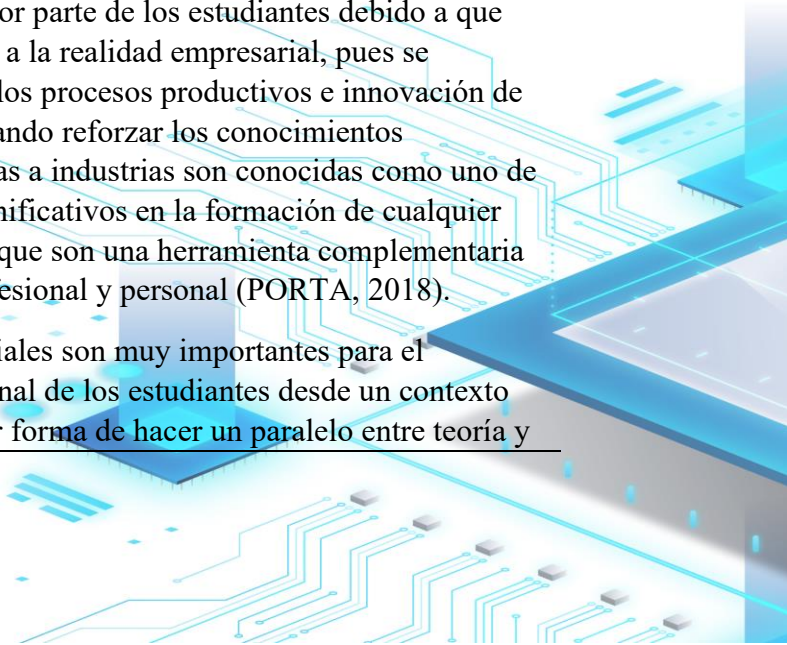 or parte de los estudiantes debido a que
a la realidad empresarial, pues se
los procesos productivos e innovación de
ando reforzar los conocimientos
as a industrias son conocidas como uno de
nificativos en la formación de cualquier
que son una herramienta complementaria
esional y personal (PORTA, 2018).
iales son muy importantes para el
nal de los estudiantes desde un contexto
r forma de hacer un paralelo entre teoría y